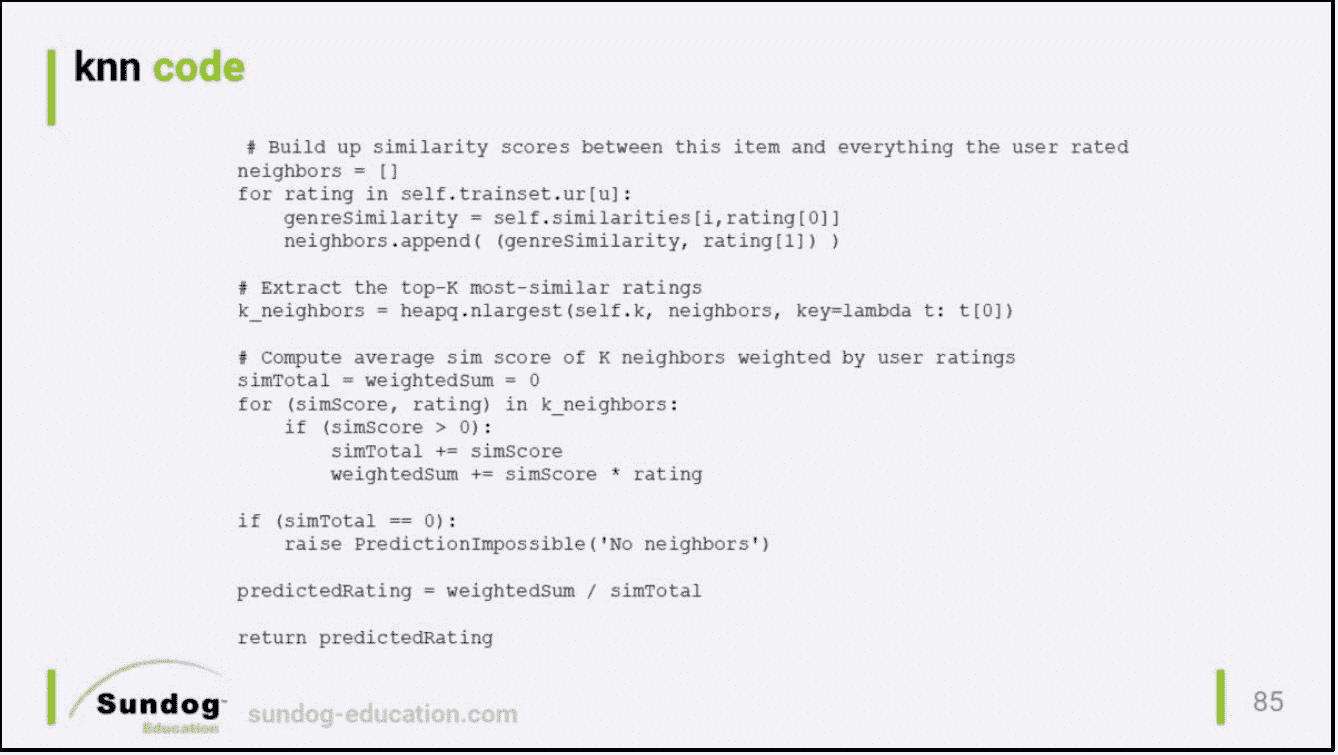 knn code
# Build up similarity scores between this item and everything the user rated
neighbors = []
for rating in self.trainset.ur[u]:
    genreSimilarity = self.similarities[i,rating[0]]
    neighbors.append( (genreSimilarity, rating[1]) )
# Extract the top-K most-similar ratings
k_neighbors = heapq.nlargest(self.k, neighbors, key=lambda t: t[0])
# Compute average sim score of K neighbors weighted by user ratings
simTotal = weightedSum = 0
for (simScore, rating) in k_neighbors:
    if (simScore > 0):
        simTotal += simScore
        weightedSum += simScore * rating
if (simTotal == 0):
    raise PredictionImpossible('No neighbors')
predictedRating = weightedSum / simTotal
return predictedRating
Sundog™
Education
sundog-education.com
85